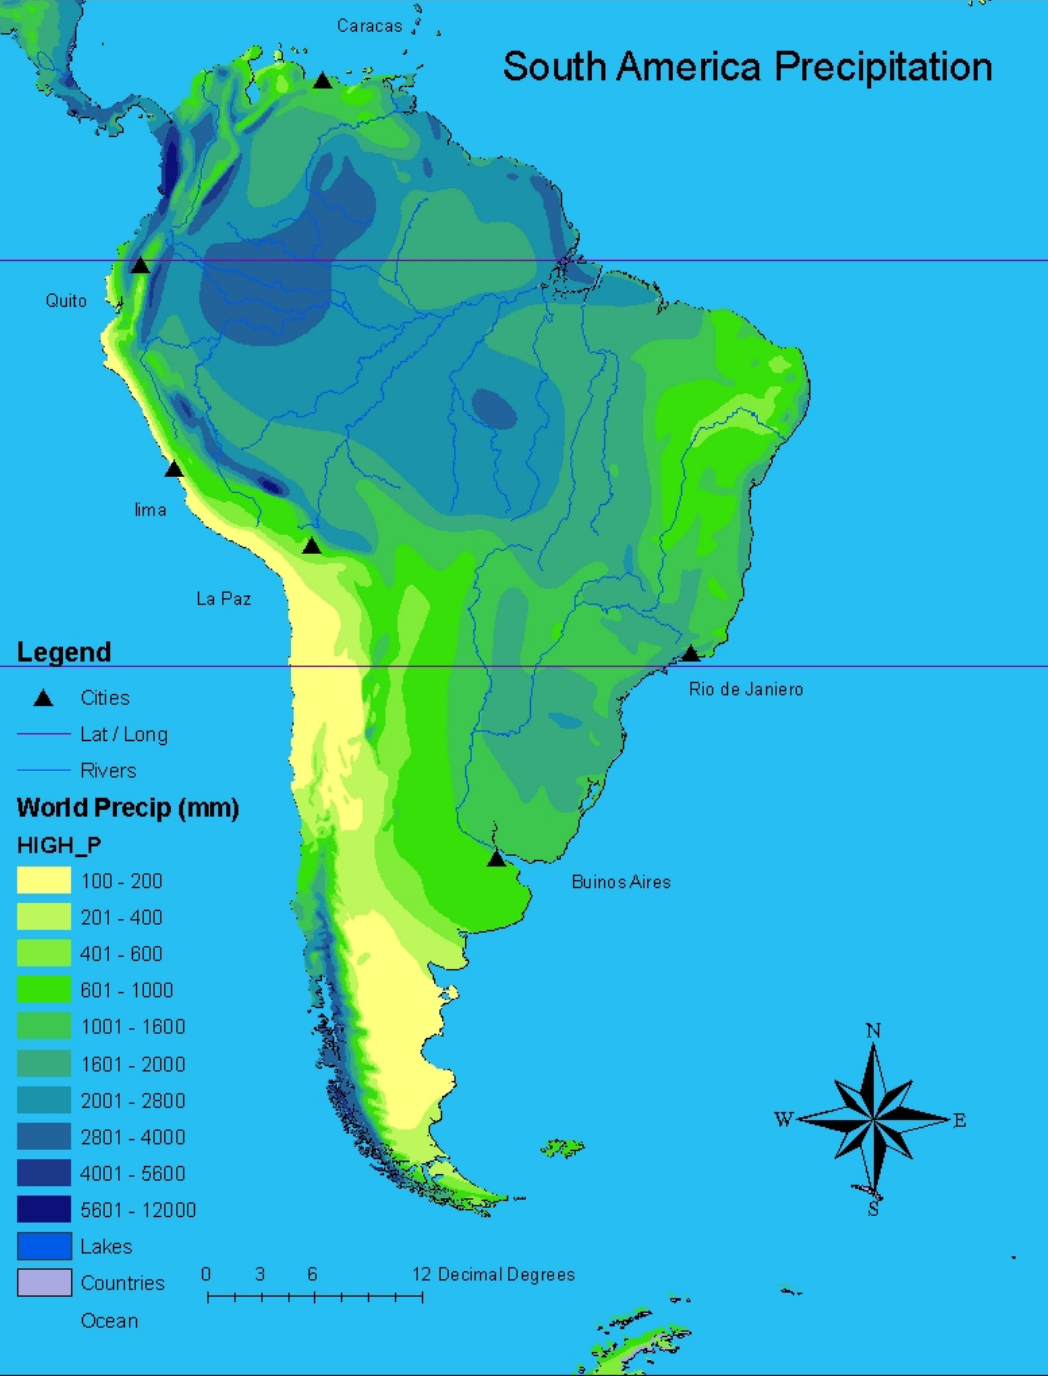 Caracas
South America Precipitation
Quito
lima
La Paz
Rio de Janiero
Buinos Aires
Legend
Cities
Lat / Long
Rivers
World Precip (mm)
HIGH_P
100 - 200
201 - 400
401 - 600
601 - 1000
1001 - 1600
1601 - 2000
2001 - 2800
2801 - 4000
4001 - 5600
5601 - 12000
Lakes
Countries
Ocean
0 3 6 12 Decimal Degrees
N
W E
S